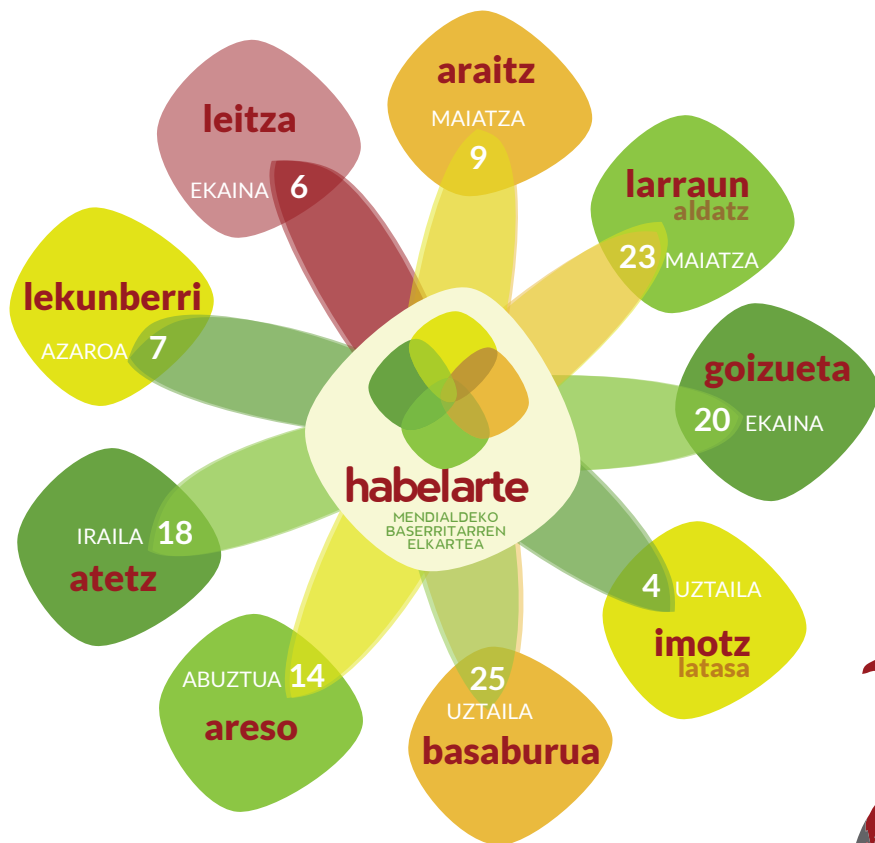 araitz
MAIATZA
9
larraun
aldatz
23 MAIATZA
goizueta
20 EKAINA
4 UZTAILA
imotz
latasa
25
UZTAILA
basaburua
ABUZTUA 14
areso
IRAILA 18
atetz
lekunberri
AZAROA 7
leitza
EKAINA 6
habelarte
MENDIALDEKO
BASERRITARREN
ELKARTEA